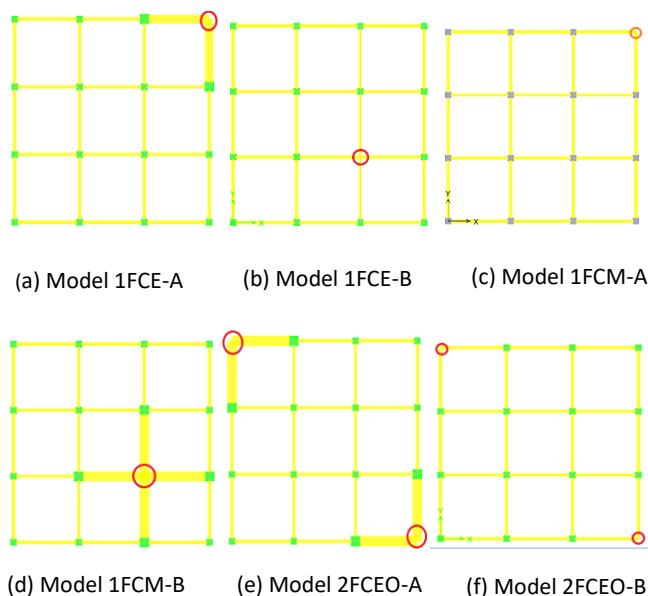 Y
X
Y
X
(a) Model 1FCE-A
(b) Model 1FCE-B
(c) Model 1FCM-A
Y
X
(d) Model 1FCM-B
(e) Model 2FCEO-A
(f) Model 2FCEO-B